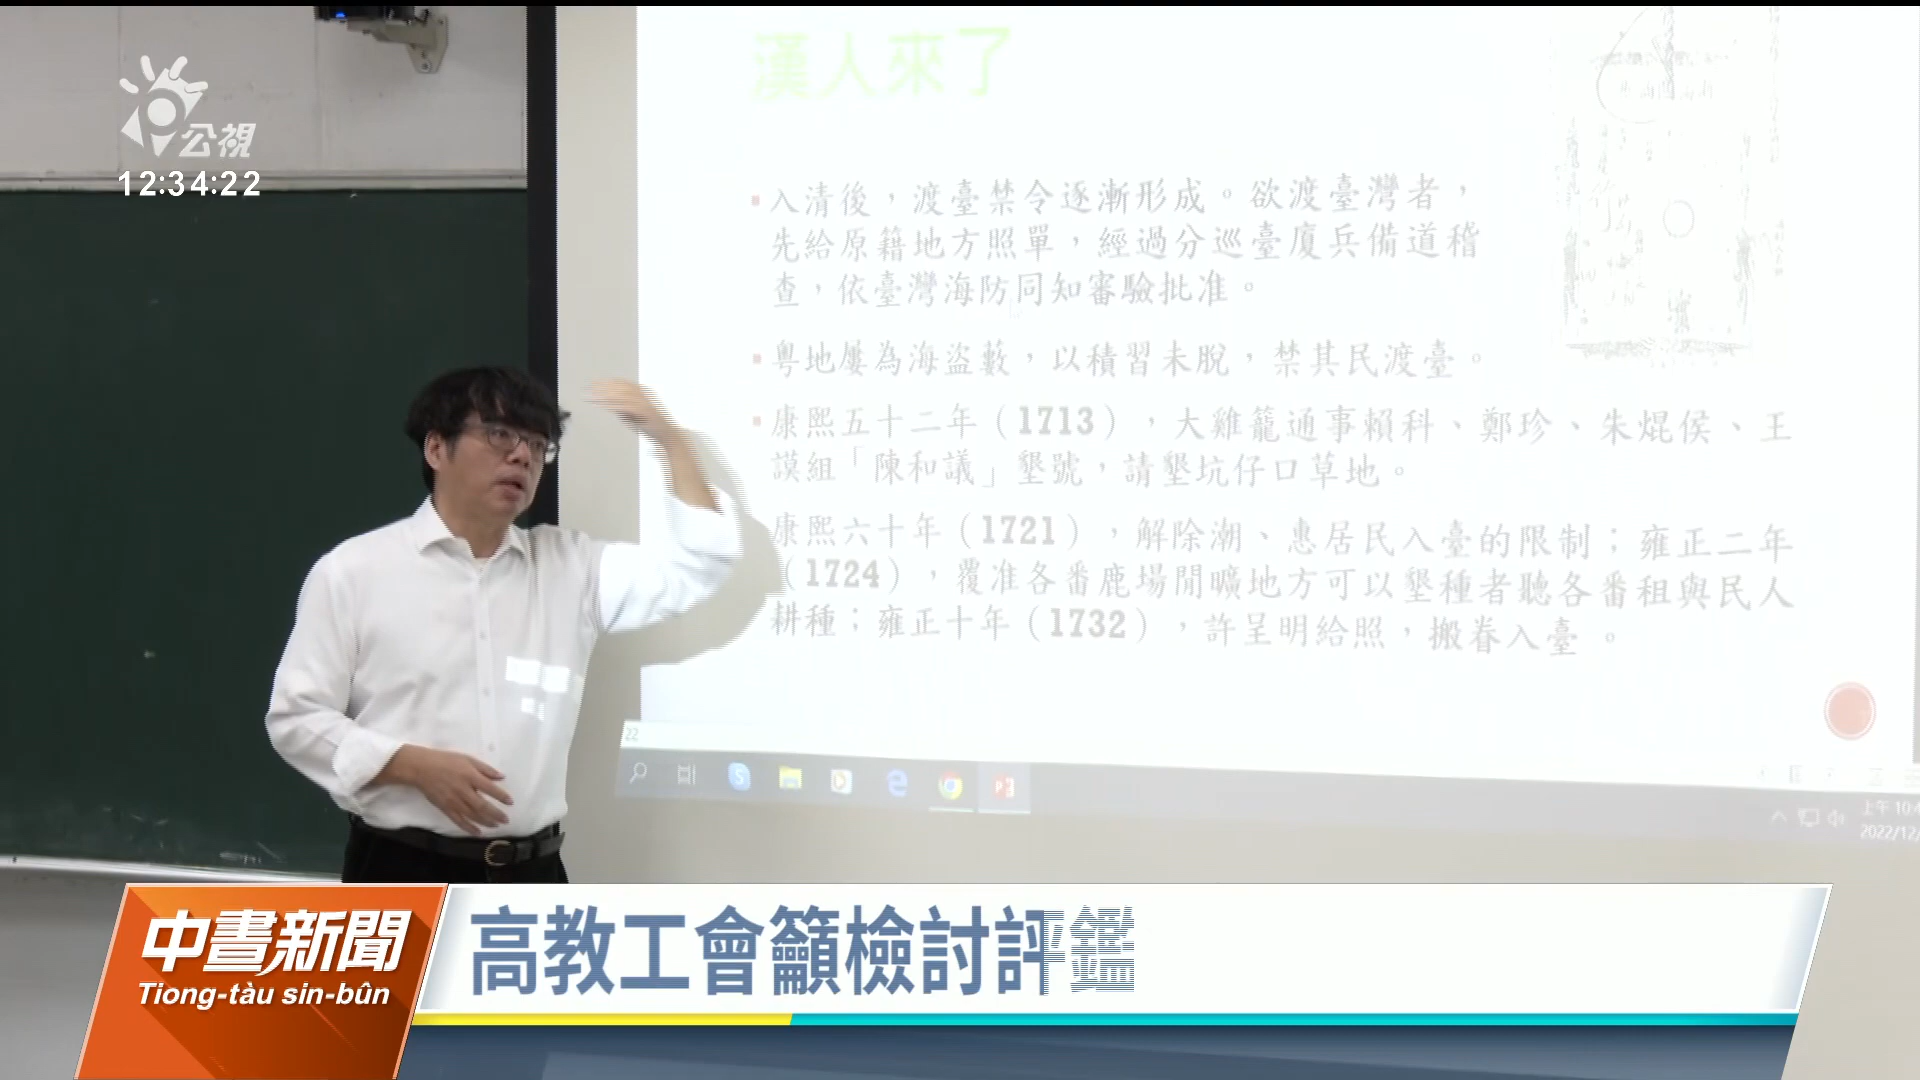 公視
12:34:22
漢人來了
入清後，渡臺禁令逐漸形成。欲渡臺灣者，
先給原籍地方照單，經過分巡臺廈兵備道稽
查，依臺灣海防同知審驗批准。
粵地屢為海盜藪，以積習未脫，禁其民渡臺。
康熙五十二年（1713），大雞籠通事賴科、鄭珍、朱焜侯、王
謨組「陳和議」墾號，請墾坑仔口草地。
康熙六十年（1721），解除潮、惠居民入臺的限制；雍正二年
（1724），覆准各番鹿場閒曠地方可以墾種者聽各番租與民人
耕種；雍正十年（1732），許呈明給照，搬眷入臺。
22
上午 10:4
2022/12/
中晝新聞
Tiong-tàu sin-bûn
高教工會籲檢討評鑑